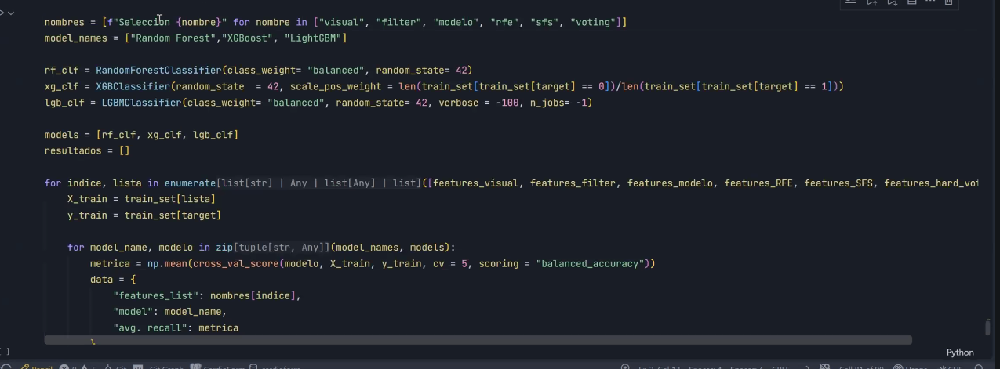 nombres = [f"Seleccion {nombre}" for nombre in ["visual", "filter", "modelo", "rfe", "sfs", "voting"]]
model_names = ["Random Forest","XGBoost", "LightGBM"]
rf_clf = RandomForestClassifier(class_weight= "balanced", random_state= 42)
xg_clf = XGBClassifier(random_state  = 42, scale_pos_weight = len(train_set[train_set[target] == 0])/len(train_set[train_set[target] == 1]))
lgb_clf = LGBMClassifier(class_weight= "balanced", random_state= 42, verbose = -100, n_jobs= -1)
models = [rf_clf, xg_clf, lgb_clf]
resultados = []
for indice, lista in enumerate[list[str] | Any | list[Any] | list]([features_visual, features_filter, features_modelo, features_RFE, features_SFS, features_hard_vot
    X_train = train_set[lista]
    y_train = train_set[target]
    for model_name, modelo in zip[tuple[str, Any]](model_names, models):
        metrica = np.mean(cross_val_score(modelo, X_train, y_train, cv = 5, scoring = "balanced_accuracy"))
        data = {
            "features_list": nombres[indice],
            "model": model_name,
            "avg. recall": metrica
        }
Python